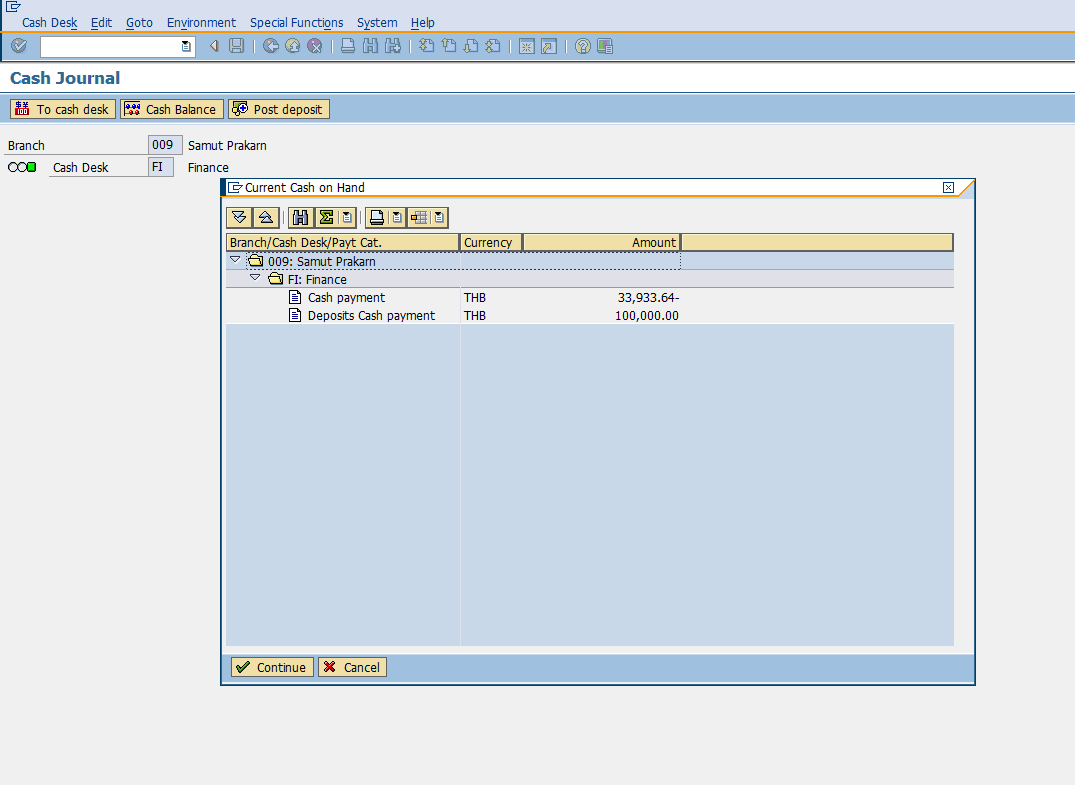 Cash Desk Edit Goto Environment Special Functions System Help
Cash Journal
To cash desk Cash Balance Post deposit
Branch 009 Samut Prakarn
Cash Desk FI Finance
Current Cash on Hand
Branch/Cash Desk/Payt Cat. Currency Amount
009: Samut Prakarn
FI: Finance
Cash payment THB 33,933.64-
Deposits Cash payment THB 100,000.00
Continue Cancel